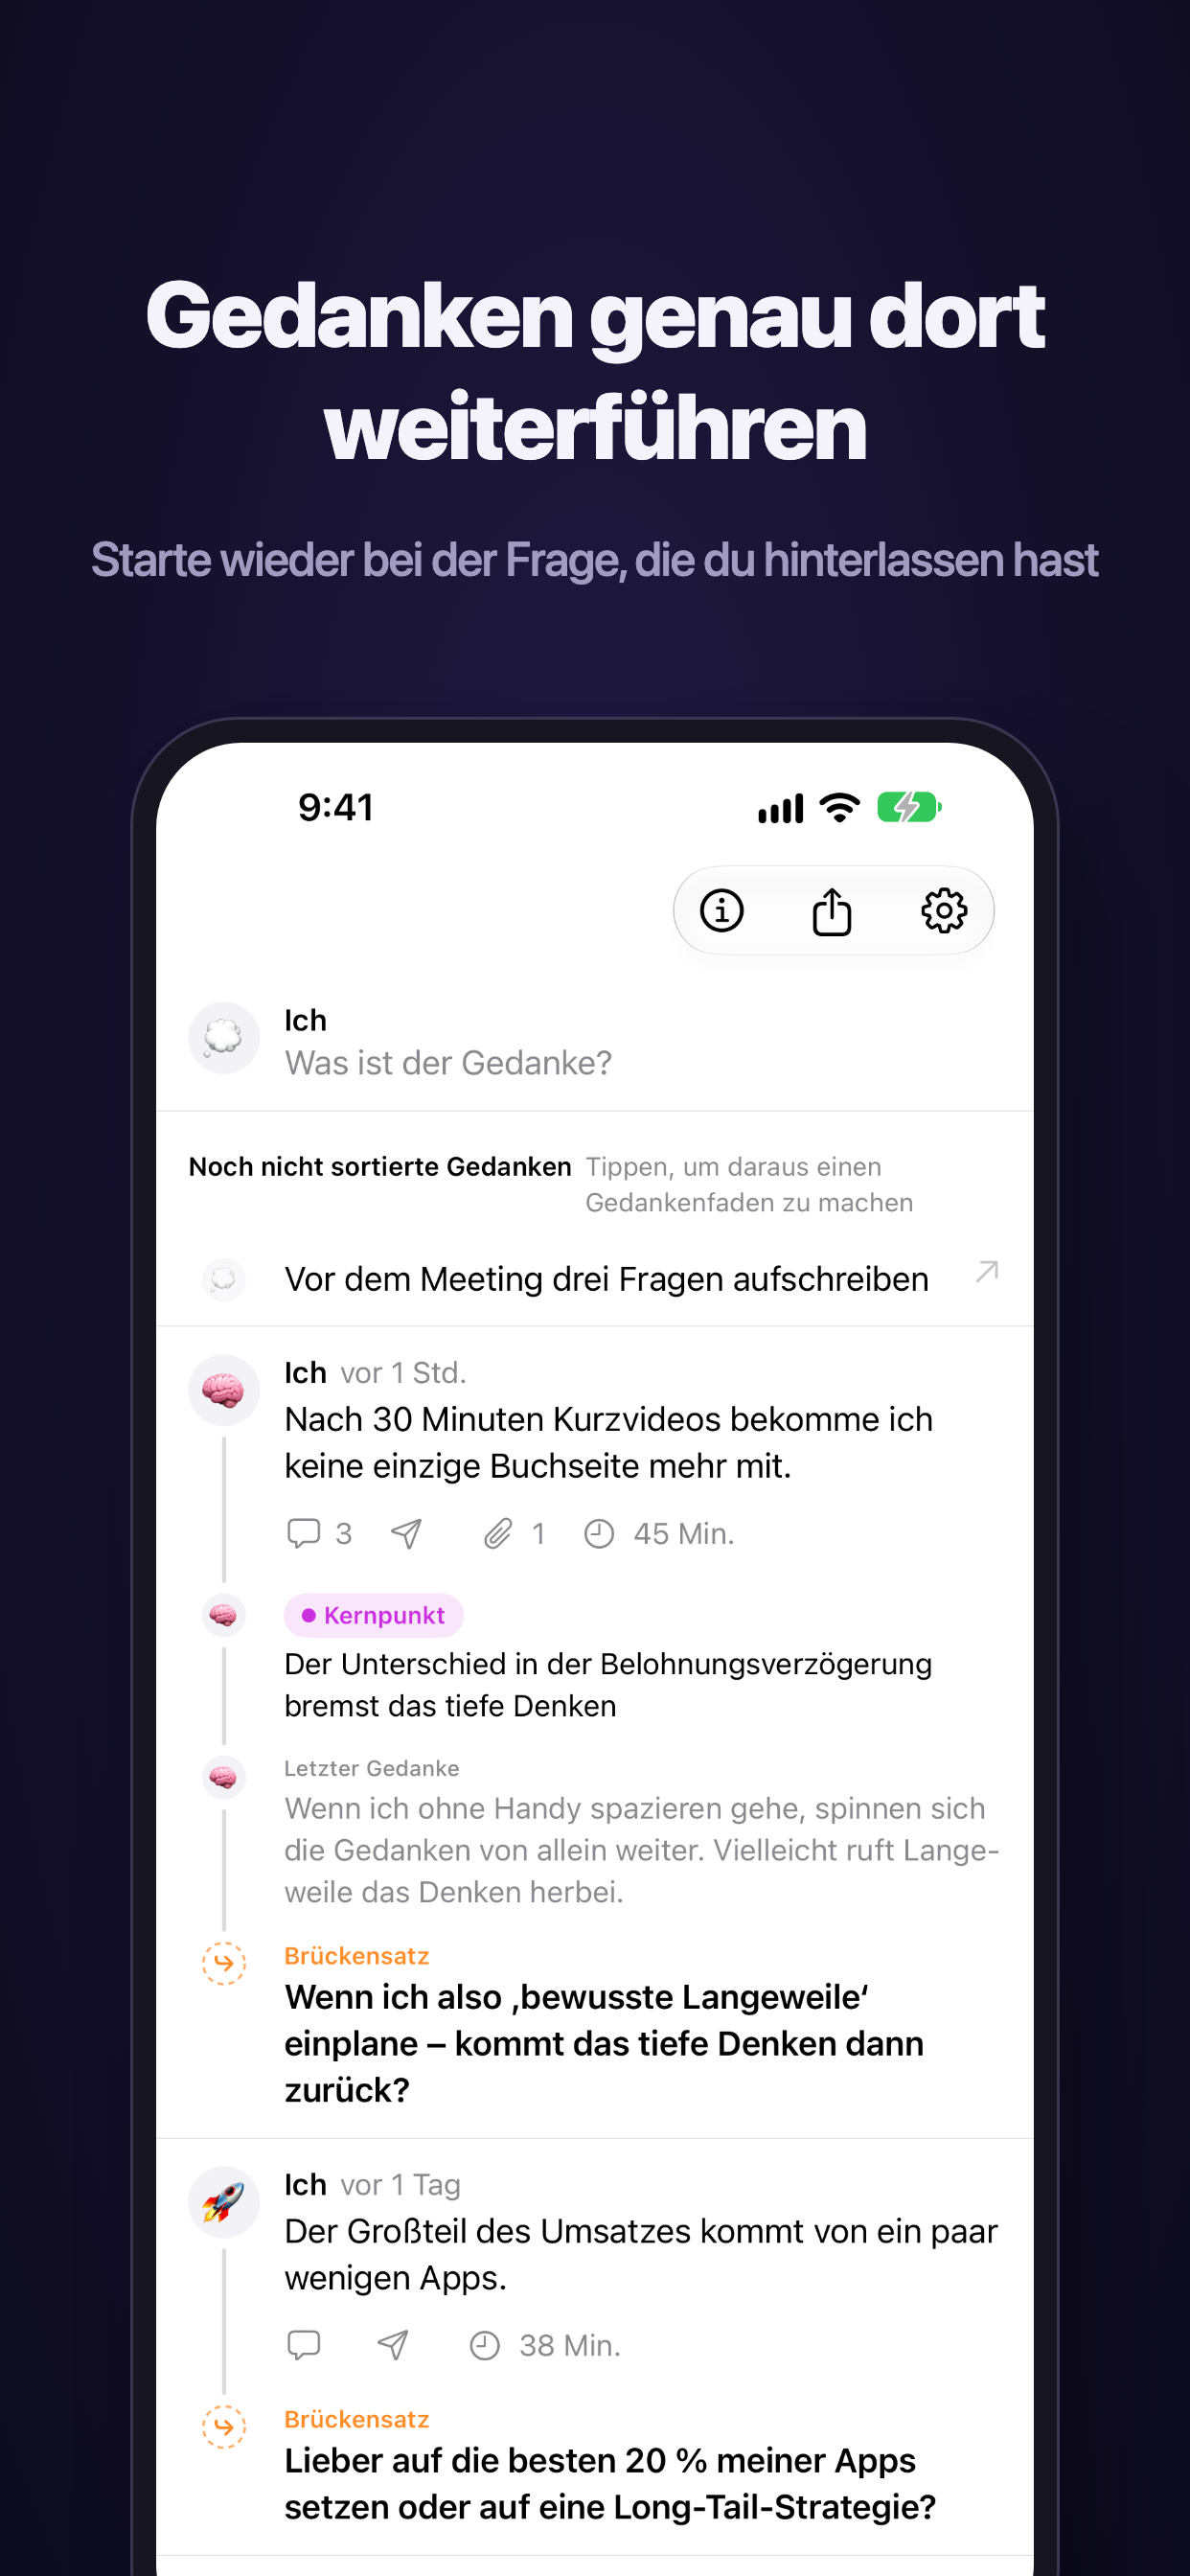 Gedanken genau dort
weiterführen
Starte wieder bei der Frage, die du hinterlassen hast
9:41
Ich
Was ist der Gedanke?
Noch nicht sortierte Gedanken Tippen, um daraus einen
Gedankenfaden zu machen
Vor dem Meeting drei Fragen aufschreiben
Ich vor 1 Std.
Nach 30 Minuten Kurzvideos bekomme ich
keine einzige Buchseite mehr mit.
3 1 45 Min.
Kernpunkt
Der Unterschied in der Belohnungsverzögerung
bremst das tiefe Denken
Letzter Gedanke
Wenn ich ohne Handy spazieren gehe, spinnen sich
die Gedanken von allein weiter. Vielleicht ruft Lange-
weile das Denken herbei.
Brückensatz
Wenn ich also ‚bewusste Langeweile‘
einplane – kommt das tiefe Denken dann
zurück?
Ich vor 1 Tag
Der Großteil des Umsatzes kommt von ein paar
wenigen Apps.
38 Min.
Brückensatz
Lieber auf die besten 20 % meiner Apps
setzen oder auf eine Long-Tail-Strategie?